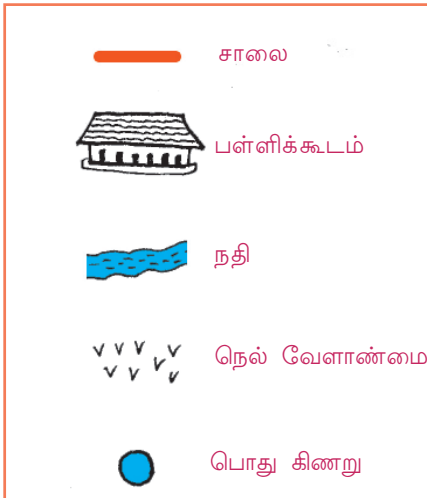 சாலை
பள்ளிக்கூடம்
நதி
நெல் வேளாண்மை
பொது கிணறு